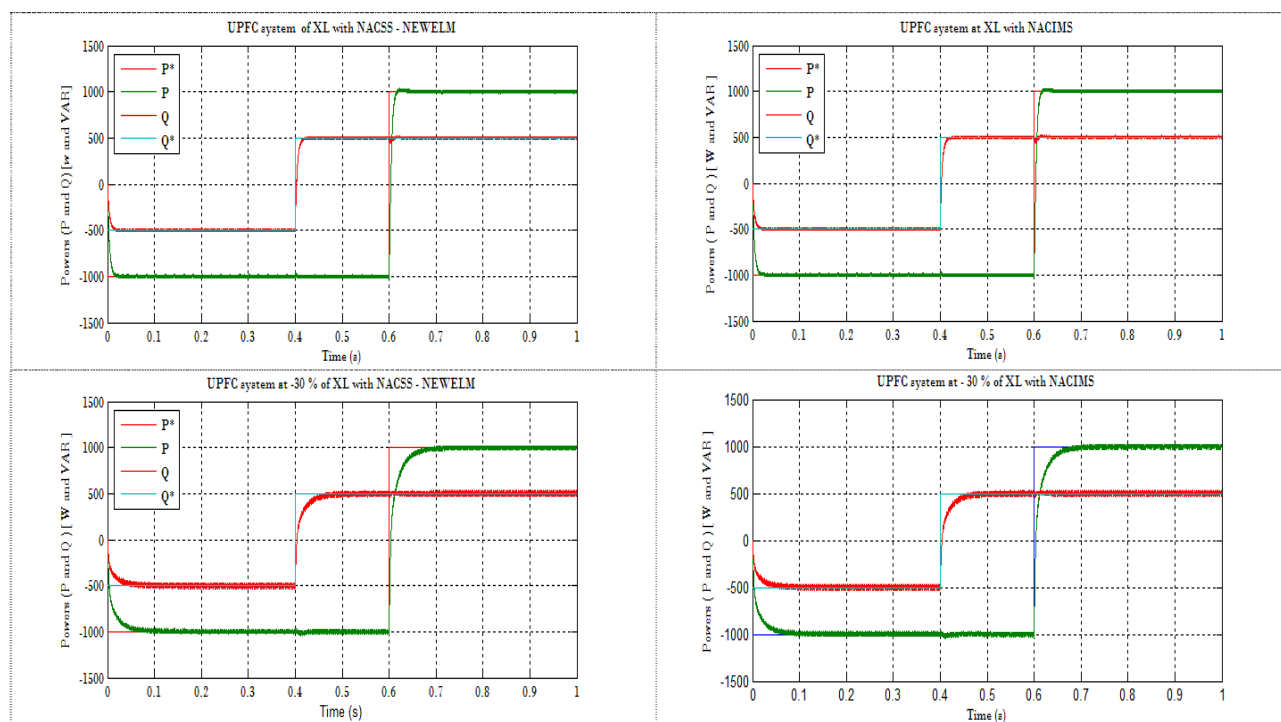 UPFC system of XL with NACSS - NEWELM
Powers (P and Q) [w and VAR]
1500
1000
500
0
-500
-1000
-1500
P*
P
Q
Q*
0 0.1 0.2 0.3 0.4 0.5 0.6 0.7 0.8 0.9 1
Time (s)
UPFC system at XL with NACIMS
Powers ( P and Q ) [ W and VAR ]
1500
1000
500
0
-500
-1000
-1500
P*
P
Q
Q*
0 0.1 0.2 0.3 0.4 0.5 0.6 0.7 0.8 0.9 1
Time (s)
UPFC system at -30 % of XL with NACSS - NEWELM
Powers (P and Q ) [ W and VAR ]
1500
1000
500
0
-500
-1000
-1500
P*
P
Q
Q*
0 0.1 0.2 0.3 0.4 0.5 0.6 0.7 0.8 0.9 1
Time (s)
UPFC system at - 30 % of XL with NACIMS
Powers ( P and Q ) [ W and VAR ]
1500
1000
500
0
-500
-1000
-1500
0 0.1 0.2 0.3 0.4 0.5 0.6 0.7 0.8 0.9 1
Time (s)